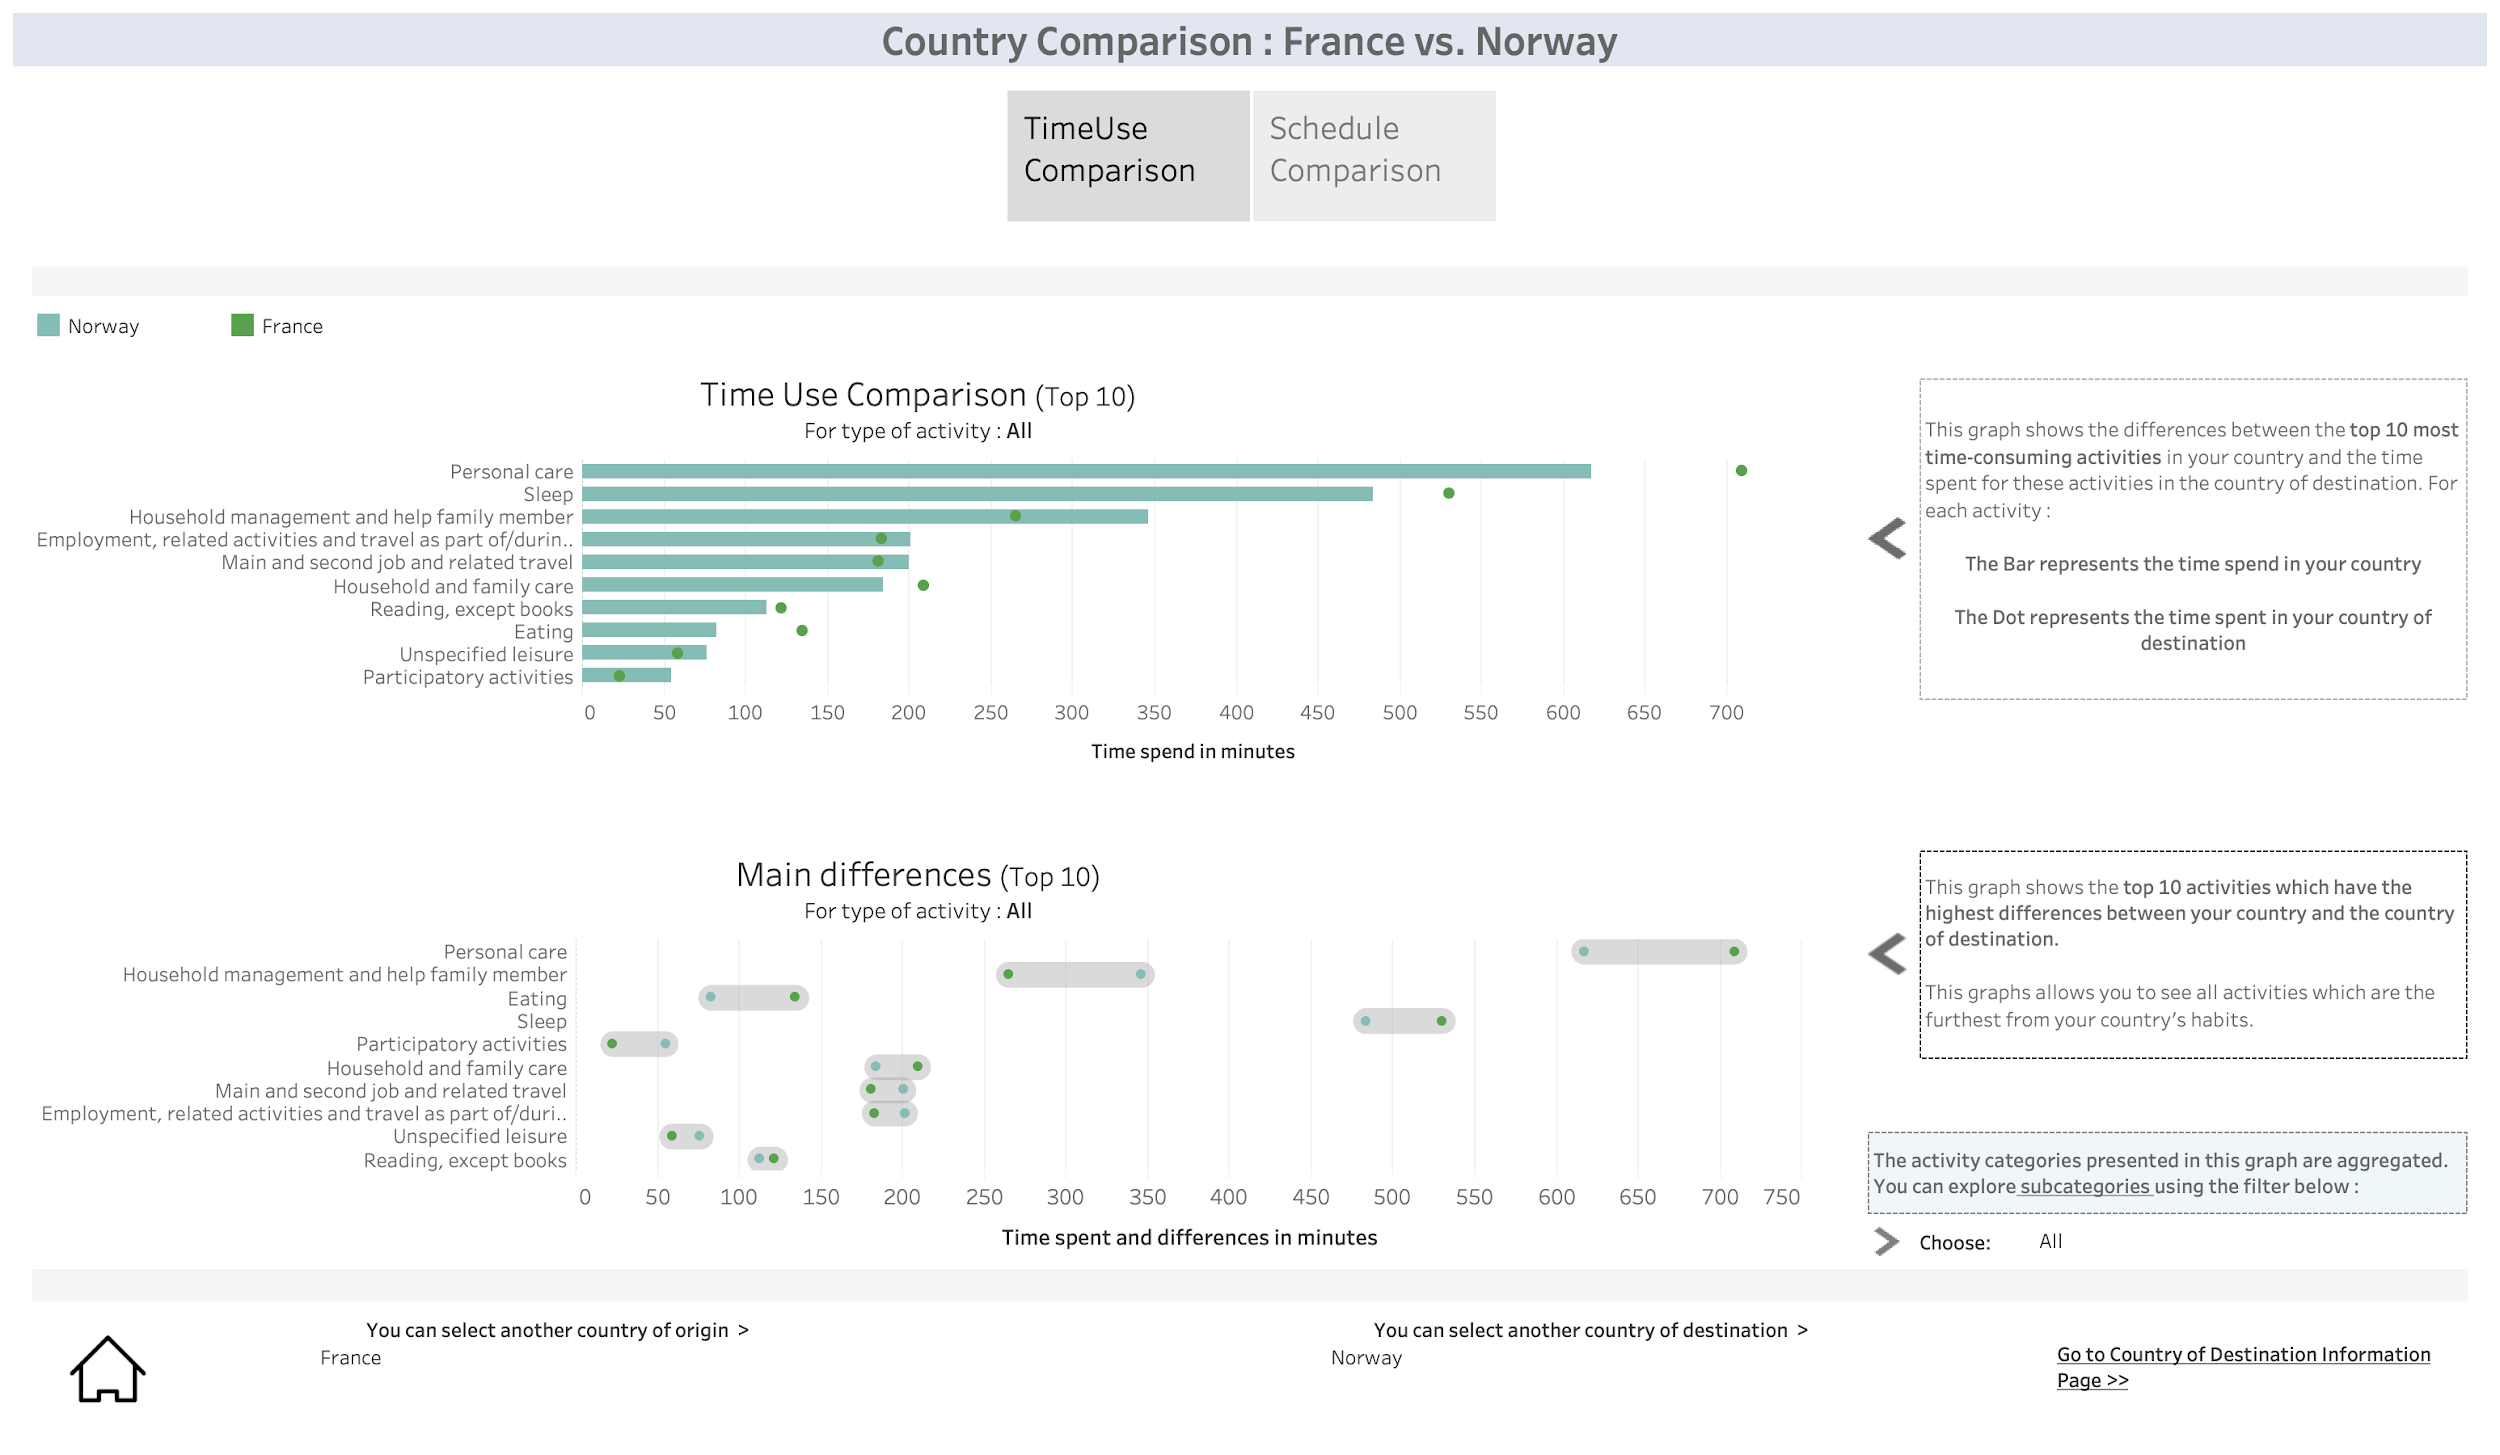 Country Comparison : France vs. Norway
TimeUse
Comparison
Schedule
Comparison
Norway
France
Time Use Comparison (Top 10)
For type of activity : All
Personal care
Sleep
Household management and help family member
Employment, related activities and travel as part of/durin..
Main and second job and related travel
Household and family care
Reading, except books
Eating
Unspecified leisure
Participatory activities
0 50 100 150 200 250 300 350 400 450 500 550 600 650 700
Time spend in minutes
This graph shows the differences between the top 10 most
time-consuming activities in your country and the time
spent for these activities in the country of destination. For
each activity :
The Bar represents the time spend in your country
The Dot represents the time spent in your country of
destination
Main differences (Top 10)
For type of activity : All
Personal care
Household management and help family member
Eating
Sleep
Participatory activities
Household and family care
Main and second job and related travel
Employment, related activities and travel as part of/duri..
Unspecified leisure
Reading, except books
0 50 100 150 200 250 300 350 400 450 500 550 600 650 700 750
Time spent and differences in minutes
This graph shows the top 10 activities which have the
highest differences between your country and the country
of destination.
This graphs allows you to see all activities which are the
furthest from your country's habits.
The activity categories presented in this graph are aggregated.
You can explore subcategories using the filter below :
Choose: All
You can select another country of origin >
France
You can select another country of destination >
Norway
Go to Country of Destination Information
Page >>